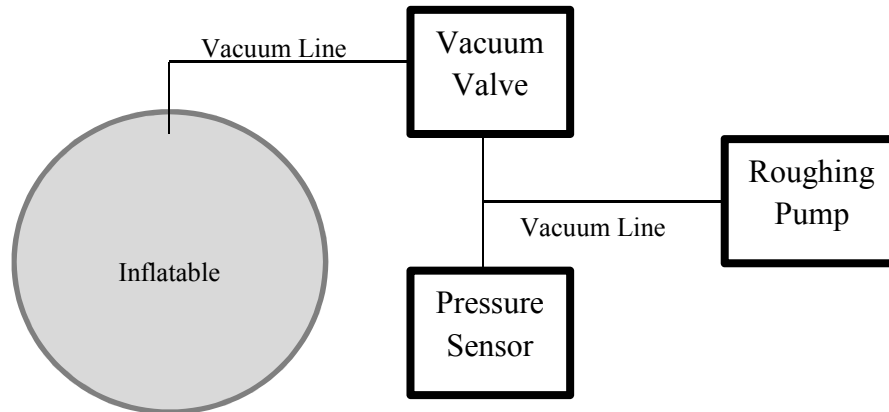 Vacuum Line
Vacuum
Valve
Roughing
Pump
Vacuum Line
Inflatable
Pressure
Sensor